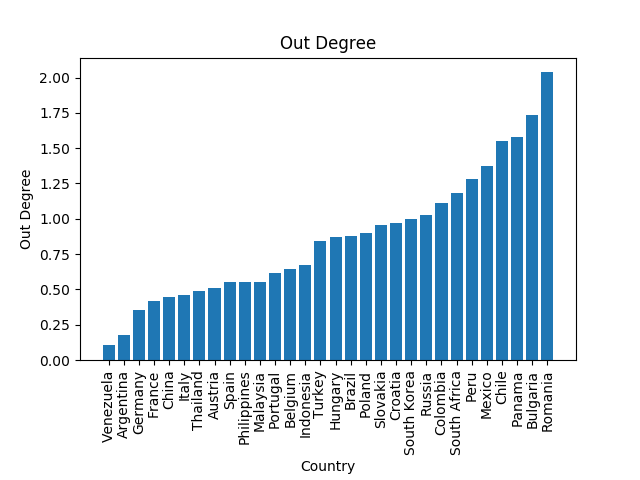 Out Degree
Out Degree
2.00
1.75
1.50
1.25
1.00
0.75
0.50
0.25
0.00
Venezuela
Argentina
Germany
France
China
Italy
Thailand
Austria
Spain
Philippines
Malaysia
Portugal
Belgium
Indonesia
Turkey
Hungary
Brazil
Poland
Slovakia
Croatia
South Korea
Russia
Colombia
South Africa
Peru
Mexico
Chile
Panama
Bulgaria
Romania
Country